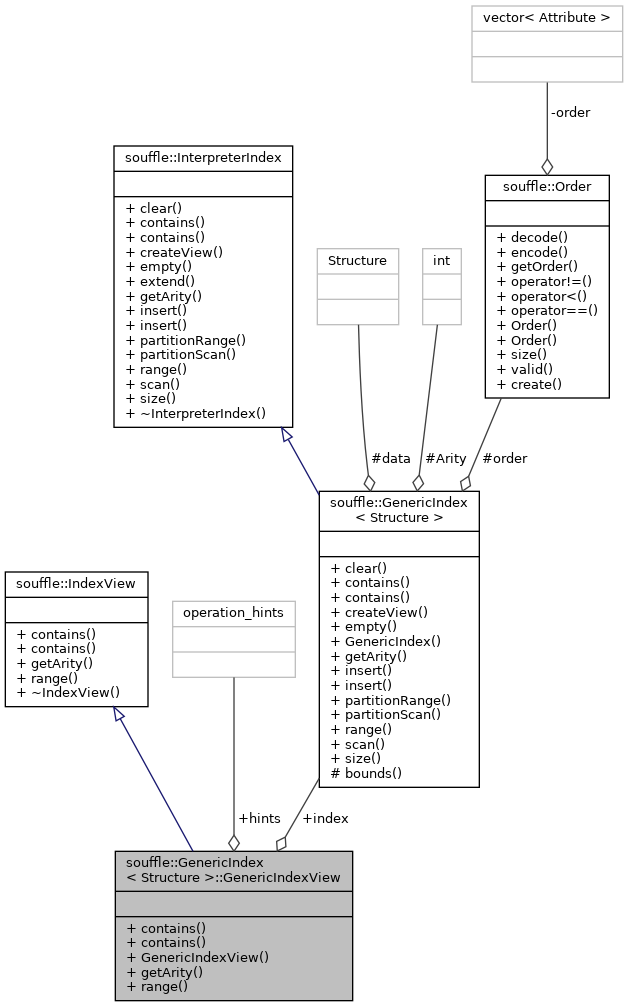 vector< Attribute >
-order
souffle::InterpreterIndex
+ clear()
+ contains()
+ contains()
+ createView()
+ empty()
+ extend()
+ getArity()
+ insert()
+ insert()
+ partitionRange()
+ partitionScan()
+ range()
+ scan()
+ size()
+ ~InterpreterIndex()
Structure
int
souffle::Order
+ decode()
+ encode()
+ getOrder()
+ operator!=()
+ operator<()
+ operator==()
+ Order()
+ Order()
+ size()
+ valid()
+ create()
#data
#Arity
#order
souffle::GenericIndex
< Structure >
+ clear()
+ contains()
+ contains()
+ createView()
+ empty()
+ GenericIndex()
+ getArity()
+ insert()
+ insert()
+ partitionRange()
+ partitionScan()
+ range()
+ scan()
+ size()
# bounds()
souffle::IndexView
+ contains()
+ contains()
+ getArity()
+ range()
+ ~IndexView()
operation_hints
+hints
+index
souffle::GenericIndex
< Structure >::GenericIndexView
+ contains()
+ contains()
+ GenericIndexView()
+ getArity()
+ range()